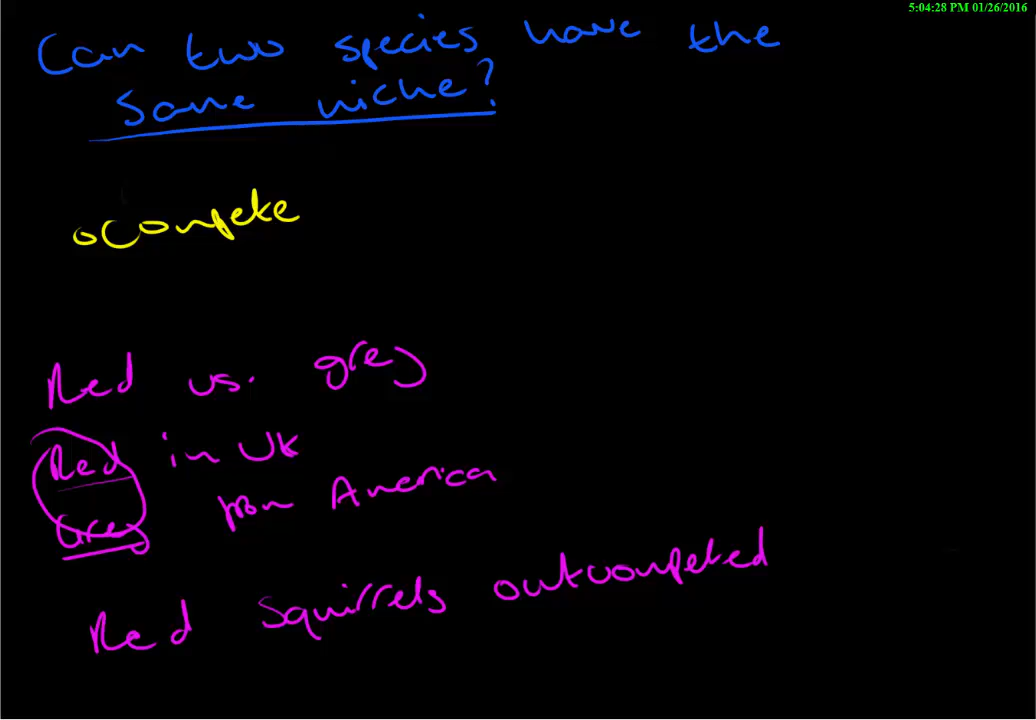 5:04:28 PM 01/26/2016
Can two species have the
same niche?
o Compete
Red vs. grey
Red in UK
Grey from America
Red squirrels outcompeted